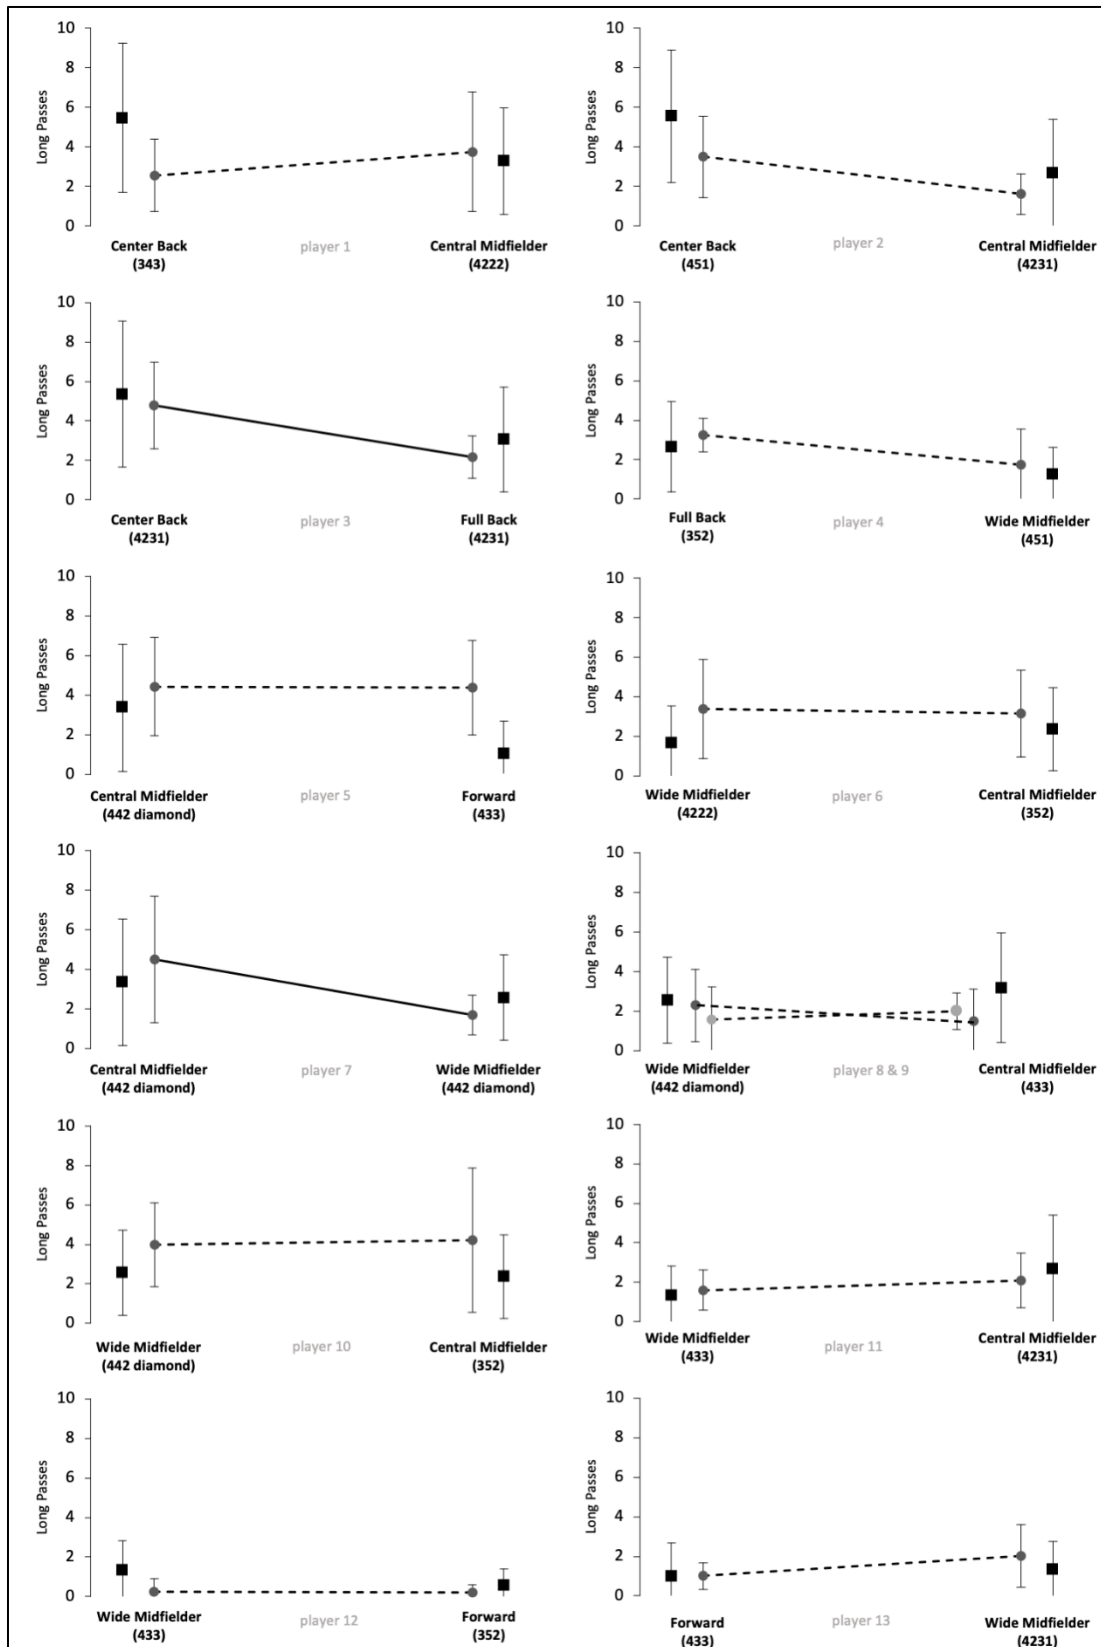 10
8
6
4
2
0
Long Passes
Center Back
(343)
player 1
Central Midfielder
(4222)
10
8
6
4
2
0
Long Passes
Center Back
(451)
player 2
Central Midfielder
(4231)
10
8
6
4
2
0
Long Passes
Center Back
(4231)
player 3
Full Back
(4231)
10
8
6
4
2
0
Long Passes
Full Back
(352)
player 4
Wide Midfielder
(451)
10
8
6
4
2
0
Long Passes
Central Midfielder
(442 diamond)
player 5
Forward
(433)
10
8
6
4
2
0
Long Passes
Wide Midfielder
(4222)
player 6
Central Midfielder
(352)
10
8
6
4
2
0
Long Passes
Central Midfielder
(442 diamond)
player 7
Wide Midfielder
(442 diamond)
10
8
6
4
2
0
Long Passes
Wide Midfielder
(442 diamond)
player 8 & 9
Central Midfielder
(433)
10
8
6
4
2
0
Long Passes
Wide Midfielder
(442 diamond)
player 10
Central Midfielder
(352)
10
8
6
4
2
0
Long Passes
Wide Midfielder
(433)
player 11
Central Midfielder
(4231)
10
8
6
4
2
0
Long Passes
Wide Midfielder
(433)
player 12
Forward
(352)
10
8
6
4
2
0
Long Passes
Forward
(433)
player 13
Wide Midfielder
(4231)